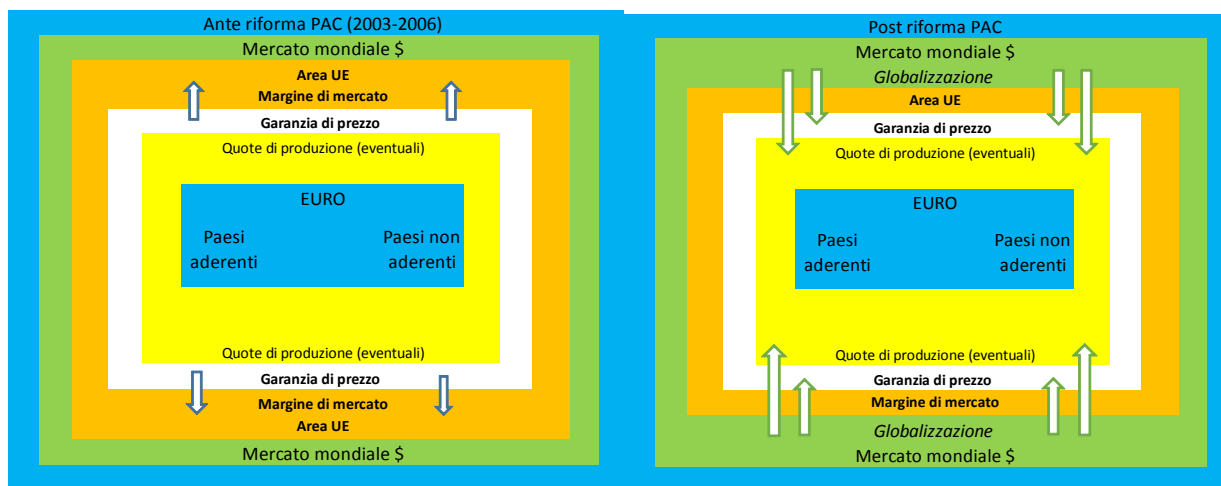 Ante riforma PAC (2003-2006)
Mercato mondiale $
Area UE
Margine di mercato
Garanzia di prezzo
Quote di produzione (eventuali)
EURO
Paesi aderenti
Paesi non aderenti
Quote di produzione (eventuali)
Garanzia di prezzo
Margine di mercato
Area UE
Mercato mondiale $
Post riforma PAC
Mercato mondiale $
Globalizzazione
Area UE
Garanzia di prezzo
Quote di produzione (eventuali)
EURO
Paesi aderenti
Paesi non aderenti
Quote di produzione (eventuali)
Garanzia di prezzo
Margine di mercato
Globalizzazione
Mercato mondiale $